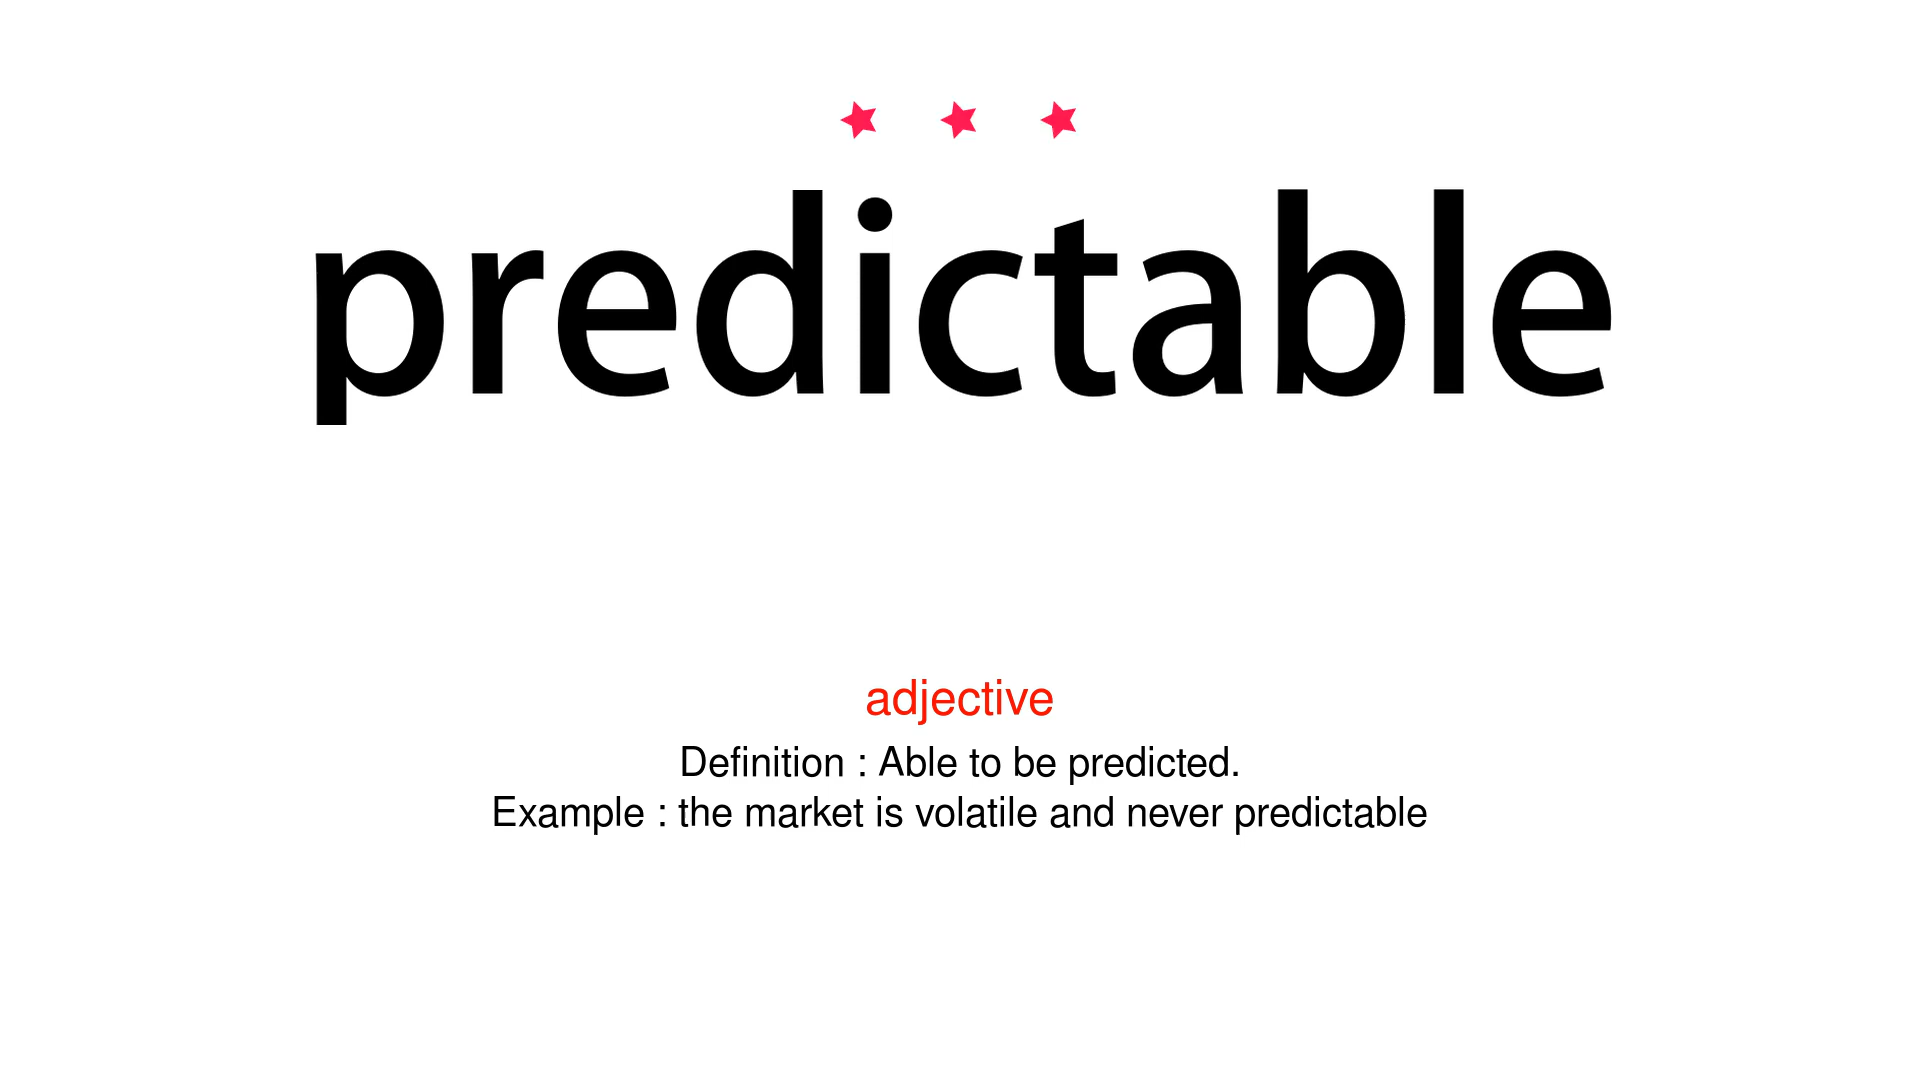 predictable
adjective
Definition : Able to be predicted.
Example : the market is volatile and never predictable